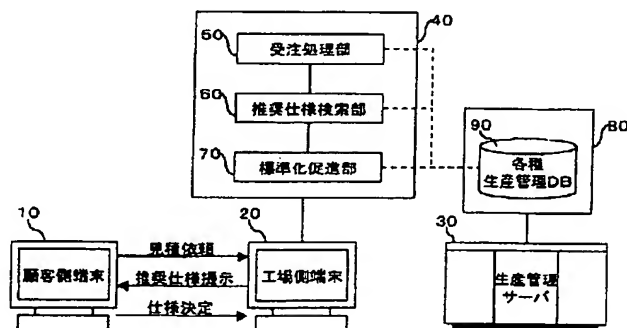 40
50
受注処理部
60
推奨仕様検索部
70
標準化促進部
80
90
各種
生産管理DB
10
顧客側端末
見積依頼
推奨仕様提示
仕様決定
20
工場側端末
30
生産管理
サーバ